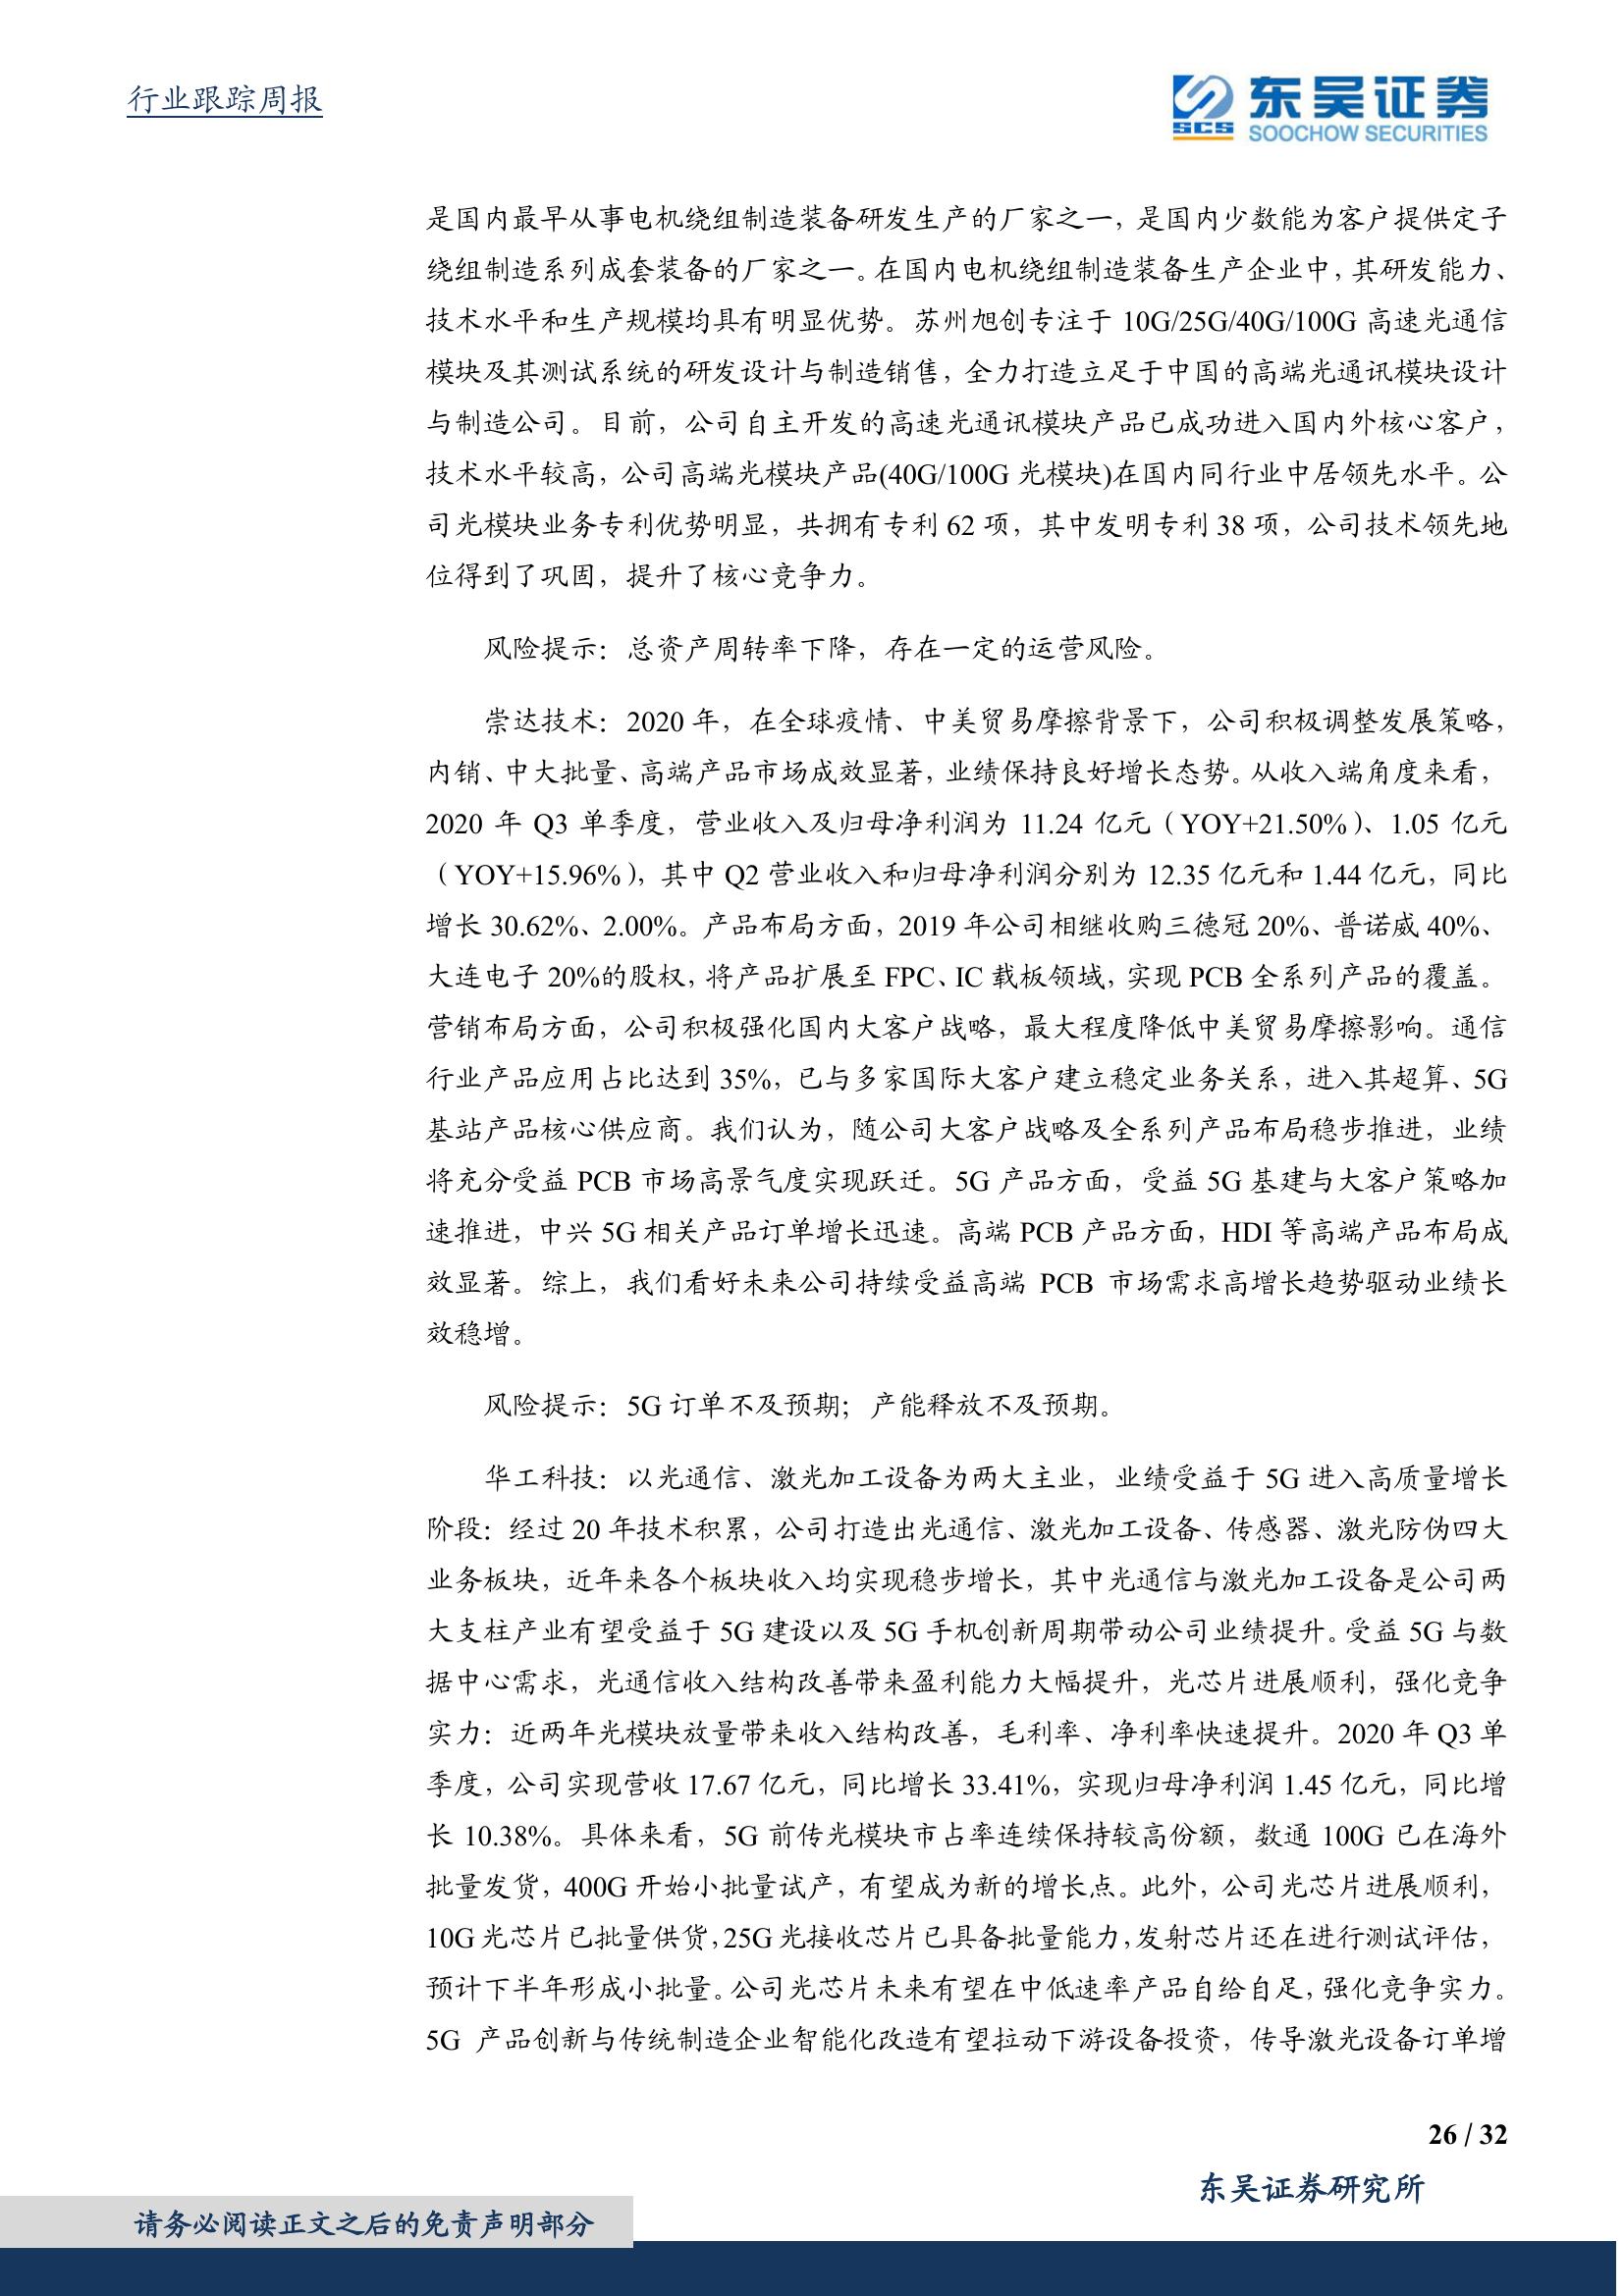 行业跟踪周报
东吴证券
SCS
SOOCHOW SECURITIES
是国内最早从事电机绕组制造装备研发生产的厂家之一，是国内少数能为客户提供定子
绕组制造系列成套装备的厂家之一。在国内电机绕组制造装备生产企业中，其研发能力、
技术水平和生产规模均具有明显优势。苏州旭创专注于 10G/25G/40G/100G 高速光通信
模块及其测试系统的研发设计与制造销售，全力打造立足于中国的高端光通讯模块设计
与制造公司。目前，公司自主开发的高速光通讯模块产品已成功进入国内外核心客户，
技术水平较高，公司高端光模块产品(40G/100G 光模块)在国内同行业中居领先水平。公
司光模块业务专利优势明显，共拥有专利 62 项，其中发明专利 38 项，公司技术领先地
位得到了巩固，提升了核心竞争力。
风险提示：总资产周转率下降，存在一定的运营风险。
崇达技术：2020 年，在全球疫情、中美贸易摩擦背景下，公司积极调整发展策略，
内销、中大批量、高端产品市场成效显著，业绩保持良好增长态势。从收入端角度来看，
2020 年 Q3 单季度，营业收入及归母净利润为 11.24 亿元（YOY+21.50%）、1.05 亿元
（YOY+15.96%），其中 Q2 营业收入和归母净利润分别为 12.35 亿元和 1.44 亿元，同比
增长 30.62%、2.00%。产品布局方面，2019 年公司相继收购三德冠 20%、普诺威 40%、
大连电子 20%的股权，将产品扩展至 FPC、IC 载板领域，实现 PCB 全系列产品的覆盖。
营销布局方面，公司积极强化国内大客户战略，最大程度降低中美贸易摩擦影响。通信
行业产品应用占比达到 35%，已与多家国际大客户建立稳定业务关系，进入其超算、5G
基站产品核心供应商。我们认为，随公司大客户战略及全系列产品布局稳步推进，业绩
将充分受益 PCB 市场高景气度实现跃迁。5G 产品方面，受益 5G 基建与大客户策略加
速推进，中兴 5G 相关产品订单增长迅速。高端 PCB 产品方面，HDI 等高端产品布局成
效显著。综上，我们看好未来公司持续受益高端 PCB 市场需求高增长趋势驱动业绩长
效稳增。
风险提示：5G 订单不及预期；产能释放不及预期。
华工科技：以光通信、激光加工设备为两大主业，业绩受益于 5G 进入高质量增长
阶段：经过 20 年技术积累，公司打造出光通信、激光加工设备、传感器、激光防伪四大
业务板块，近年来各个板块收入均实现稳步增长，其中光通信与激光加工设备是公司两
大支柱产业有望受益于 5G 建设以及 5G 手机创新周期带动公司业绩提升。受益 5G 与数
据中心需求，光通信收入结构改善带来盈利能力大幅提升，光芯片进展顺利，强化竞争
实力：近两年光模块放量带来收入结构改善，毛利率、净利率快速提升。2020 年 Q3 单
季度，公司实现营收 17.67 亿元，同比增长 33.41%，实现归母净利润 1.45 亿元，同比增
长 10.38%。具体来看，5G 前传光模块市占率连续保持较高份额，数通 100G 已在海外
批量发货，400G 开始小批量试产，有望成为新的增长点。此外，公司光芯片进展顺利，
10G 光芯片已批量供货，25G 光接收芯片已具备批量能力，发射芯片还在进行测试评估，
预计下半年形成小批量。公司光芯片未来有望在中低速率产品自给自足，强化竞争实力。
5G 产品创新与传统制造企业智能化改造有望拉动下游设备投资，传导激光设备订单增
26 / 32
东吴证券研究所
请务必阅读正文之后的免责声明部分